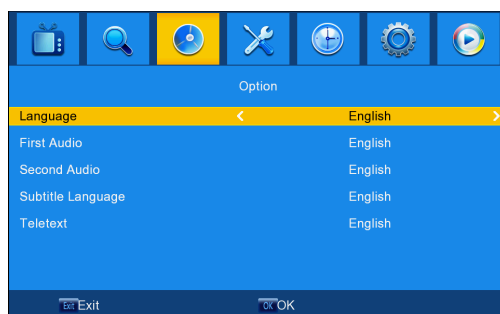 Option
Language < English >
First Audio English
Second Audio English
Subtitle Language English
Teletext English
Exit Exit OK OK